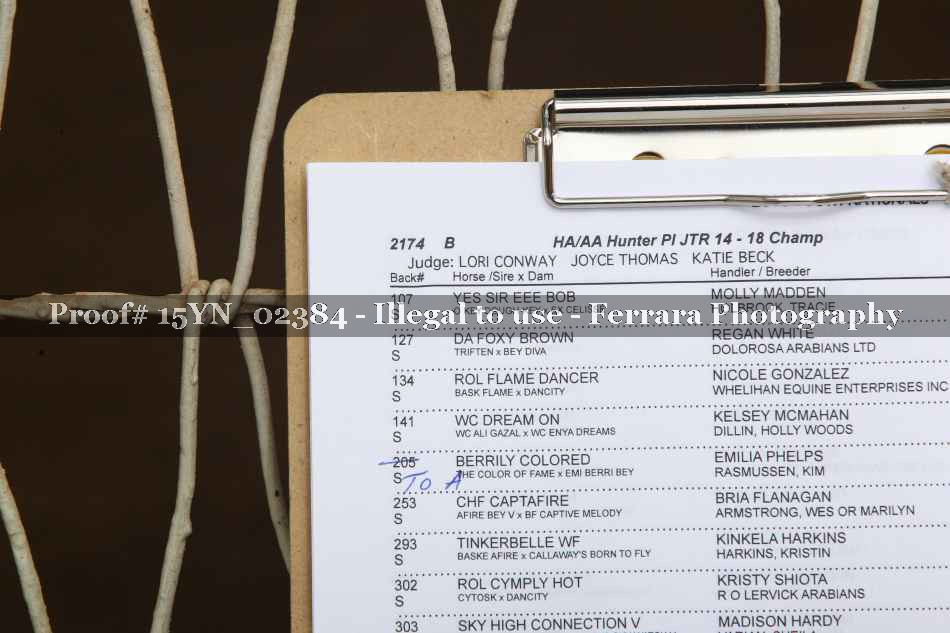 NATIONALS
2174 B HA/AA Hunter Pl JTR 14 - 18 Champ
Judge: LORI CONWAY JOYCE THOMAS KATIE BECK
Back# Horse /Sire x Dam Handler / Breeder
107 YES SIR EEE BOB MOLLY MADDEN
S BROCK, TRACIE
Proof# 15YN_02384 - Illegal to use - Ferrara Photography
127 DA FOXY BROWN REGAN WHITE
S TRIFTEN x BEY DIVA DOLOROSA ARABIANS LTD
134 ROL FLAME DANCER NICOLE GONZALEZ
S BASK FLAME x DANCITY WHELIHAN EQUINE ENTERPRISES INC
141 WC DREAM ON KELSEY MCMAHAN
S WC ALI GAZAL x WC ENYA DREAMS DILLIN, HOLLY WOODS
205 BERRILY COLORED EMILIA PHELPS
S THE COLOR OF FAME x EMI BERRI BEY RASMUSSEN, KIM
TO A
253 CHF CAPTAFIRE BRIA FLANAGAN
S AFIRE BEY V x BF CAPTIVE MELODY ARMSTRONG, WES OR MARILYN
293 TINKERBELLE WF KINKELA HARKINS
S BASKE AFIRE x CALLAWAY'S BORN TO FLY HARKINS, KRISTIN
302 ROL CYMPLY HOT KRISTY SHIOTA
S CYTOSK x DANCITY R O LERVICK ARABIANS
303 SKY HIGH CONNECTION V MADISON HARDY